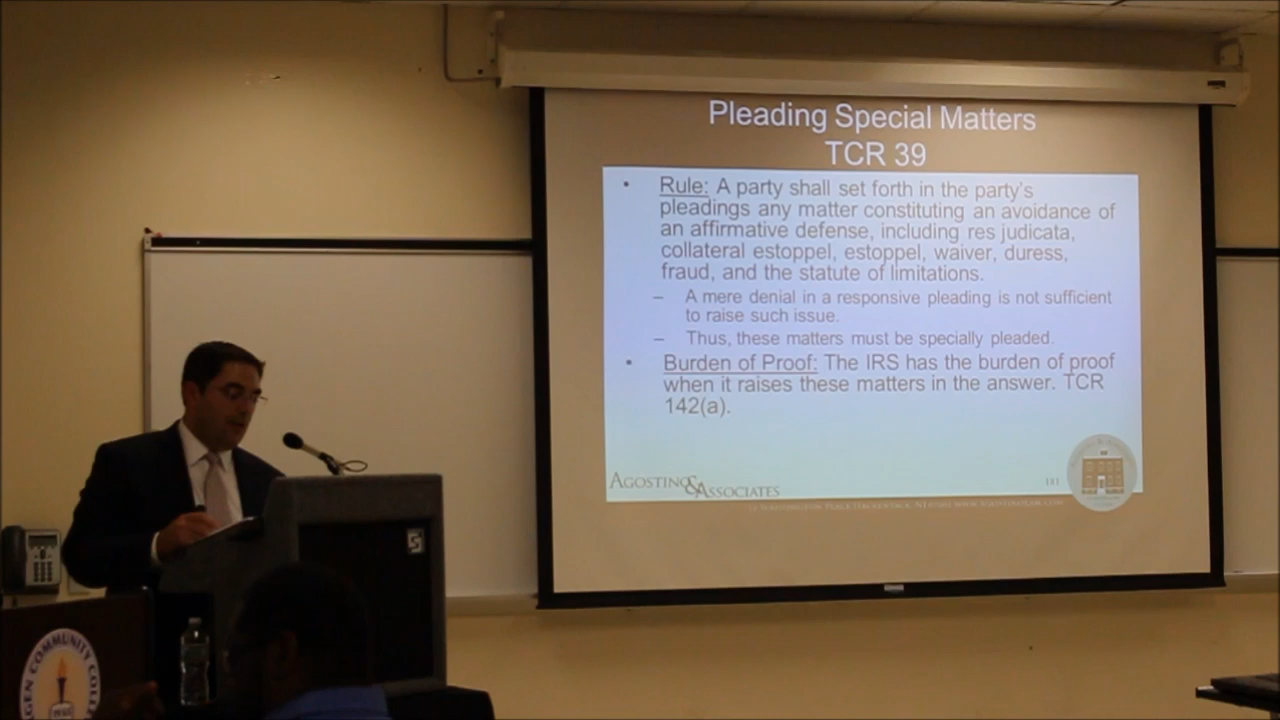 Pleading Special Matters
TCR 39
• Rule: A party shall set forth in the party's
pleadings any matter constituting an avoidance of
an affirmative defense, including res judicata,
collateral estoppel, estoppel, waiver, duress,
fraud, and the statute of limitations.
– A mere denial in a responsive pleading is not sufficient
to raise such issue.
– Thus, these matters must be specially pleaded.
• Burden of Proof: The IRS has the burden of proof
when it raises these matters in the answer. TCR
142(a).
AGOSTINO & ASSOCIATES
181
GEN COMMUNITY COLLE